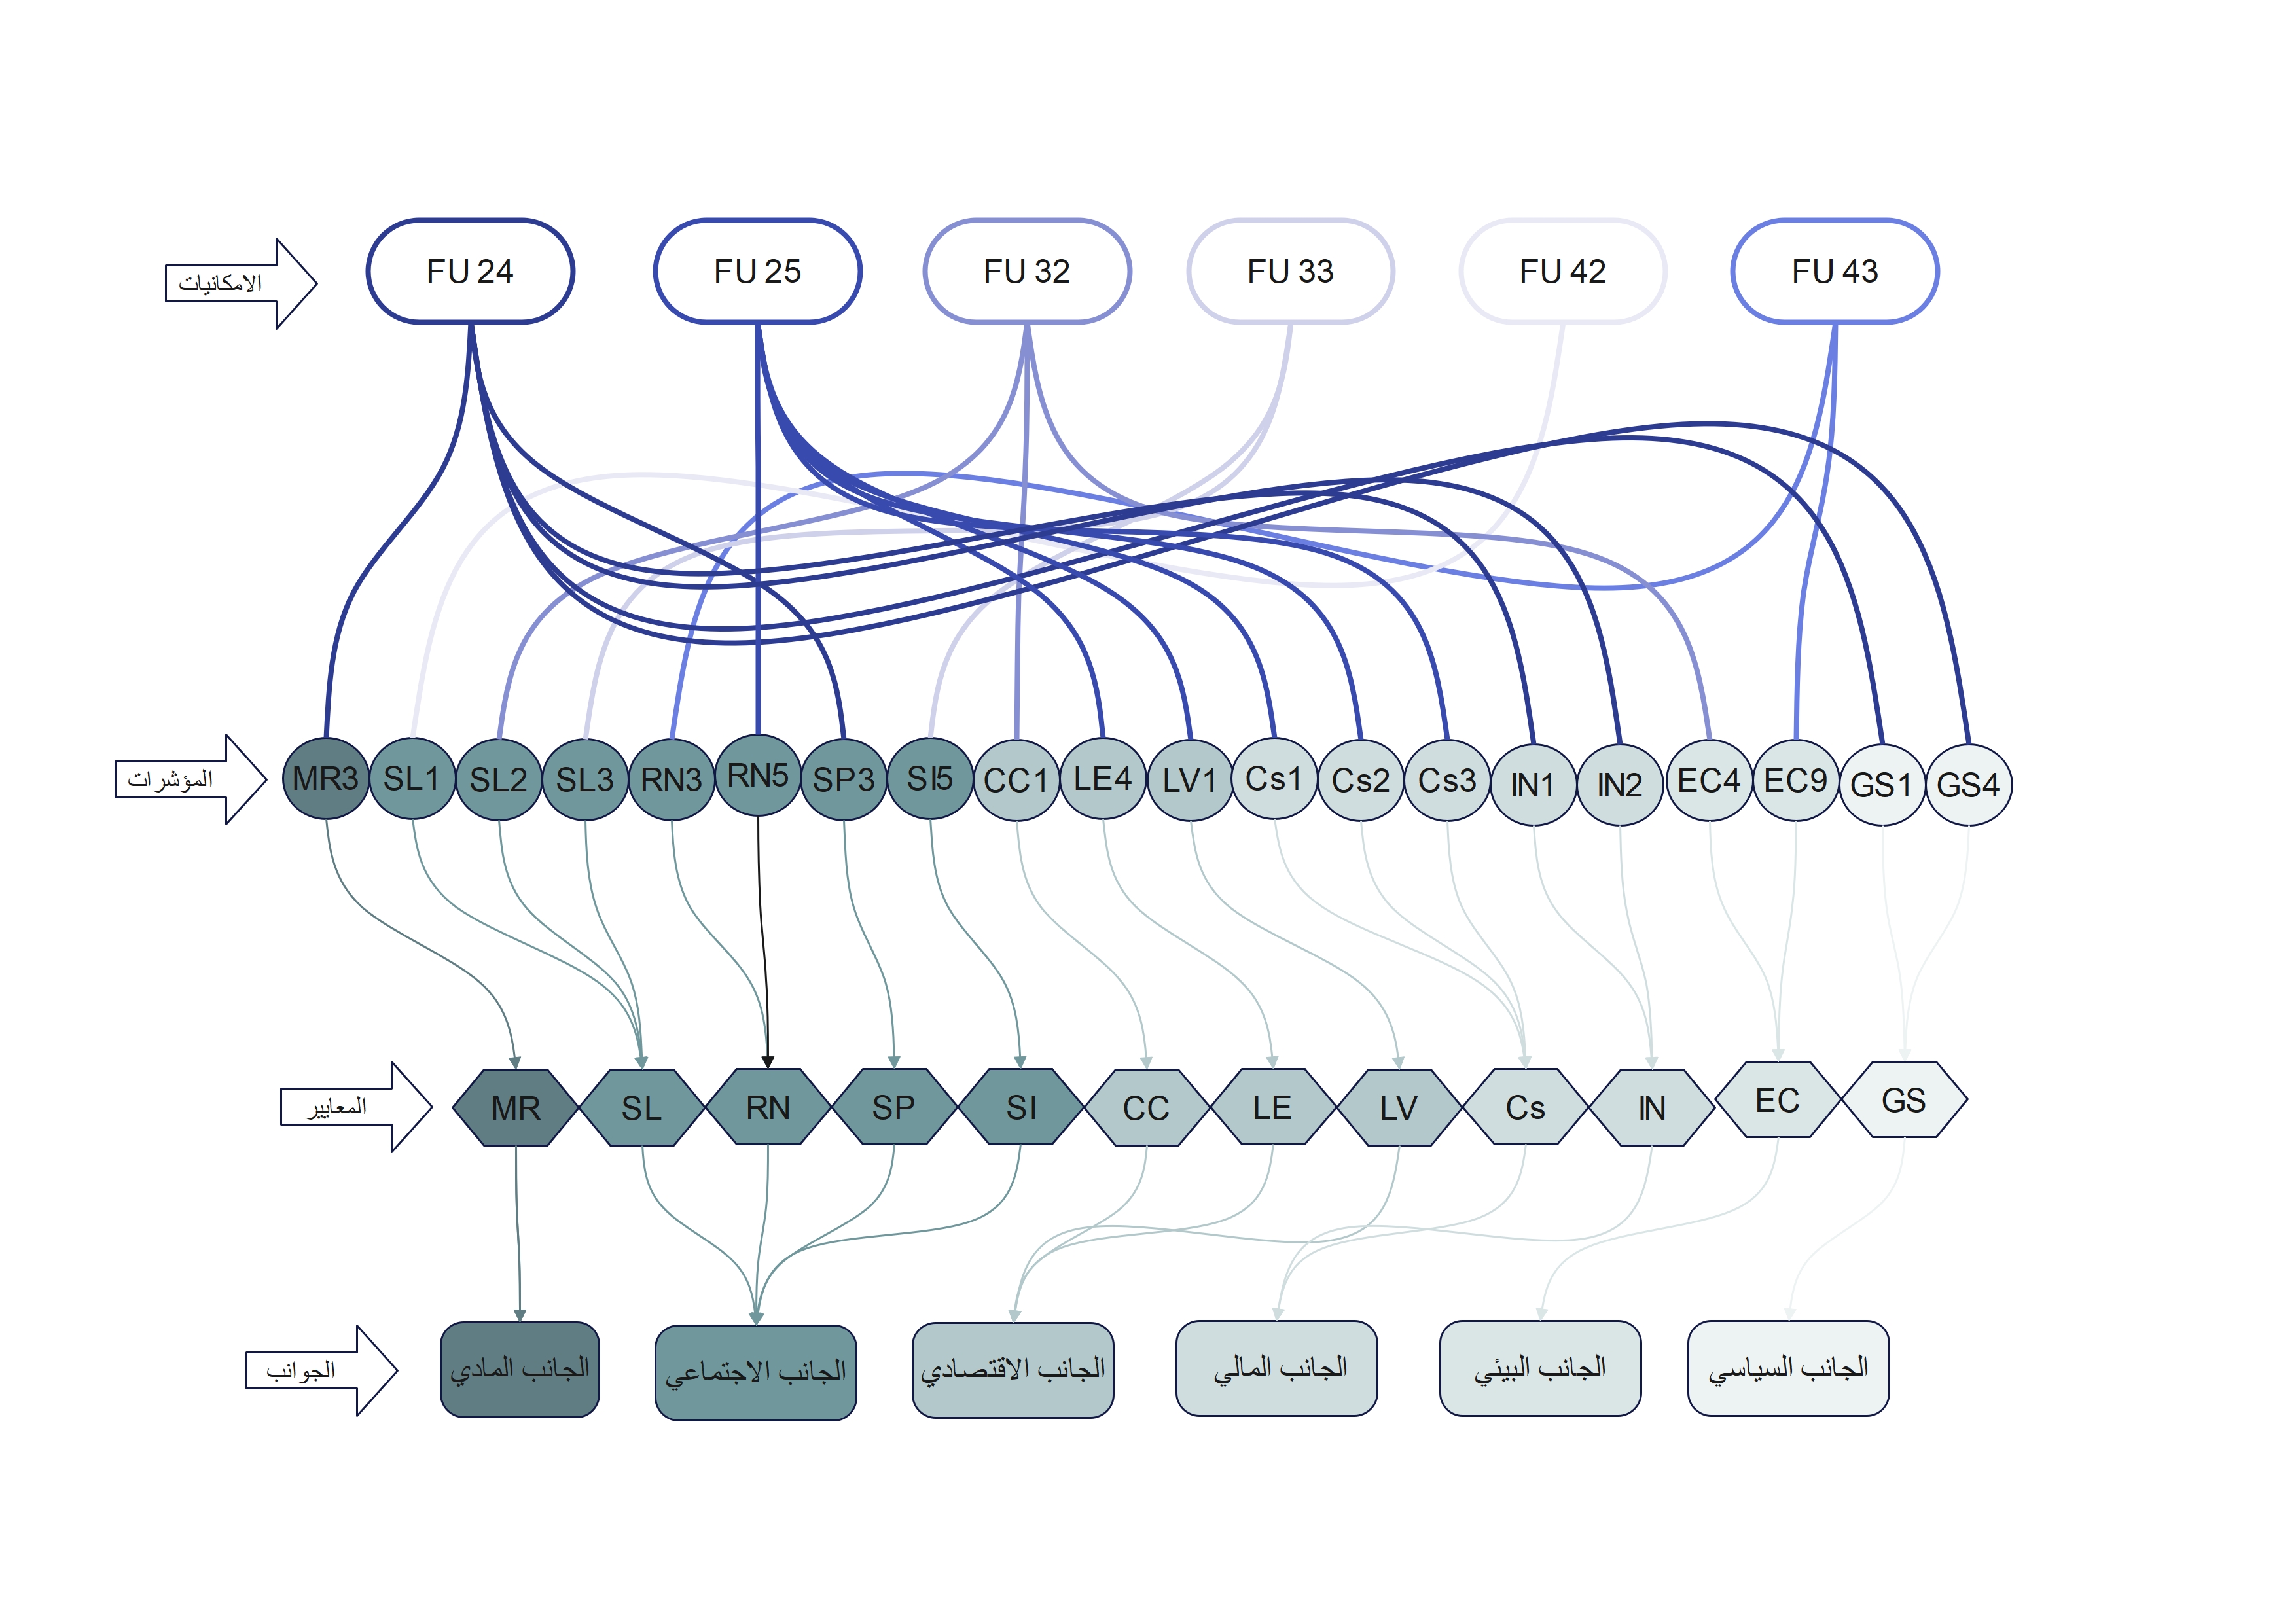 الامكانيات
FU 24
FU 25
FU 32
FU 33
FU 42
FU 43
المؤشرات
MR3
SL1
SL2
SL3
RN3
RN5
SP3
SI5
CC1
LE4
LV1
Cs1
Cs2
Cs3
IN1
IN2
EC4
EC9
GS1
GS4
المعايير
MR
SL
RN
SP
SI
CC
LE
LV
Cs
IN
EC
GS
الجوانب
الجانب المادي
الجانب الاجتماعي
الجانب الاقتصادي
الجانب المالي
الجانب البيئي
الجانب السياسي